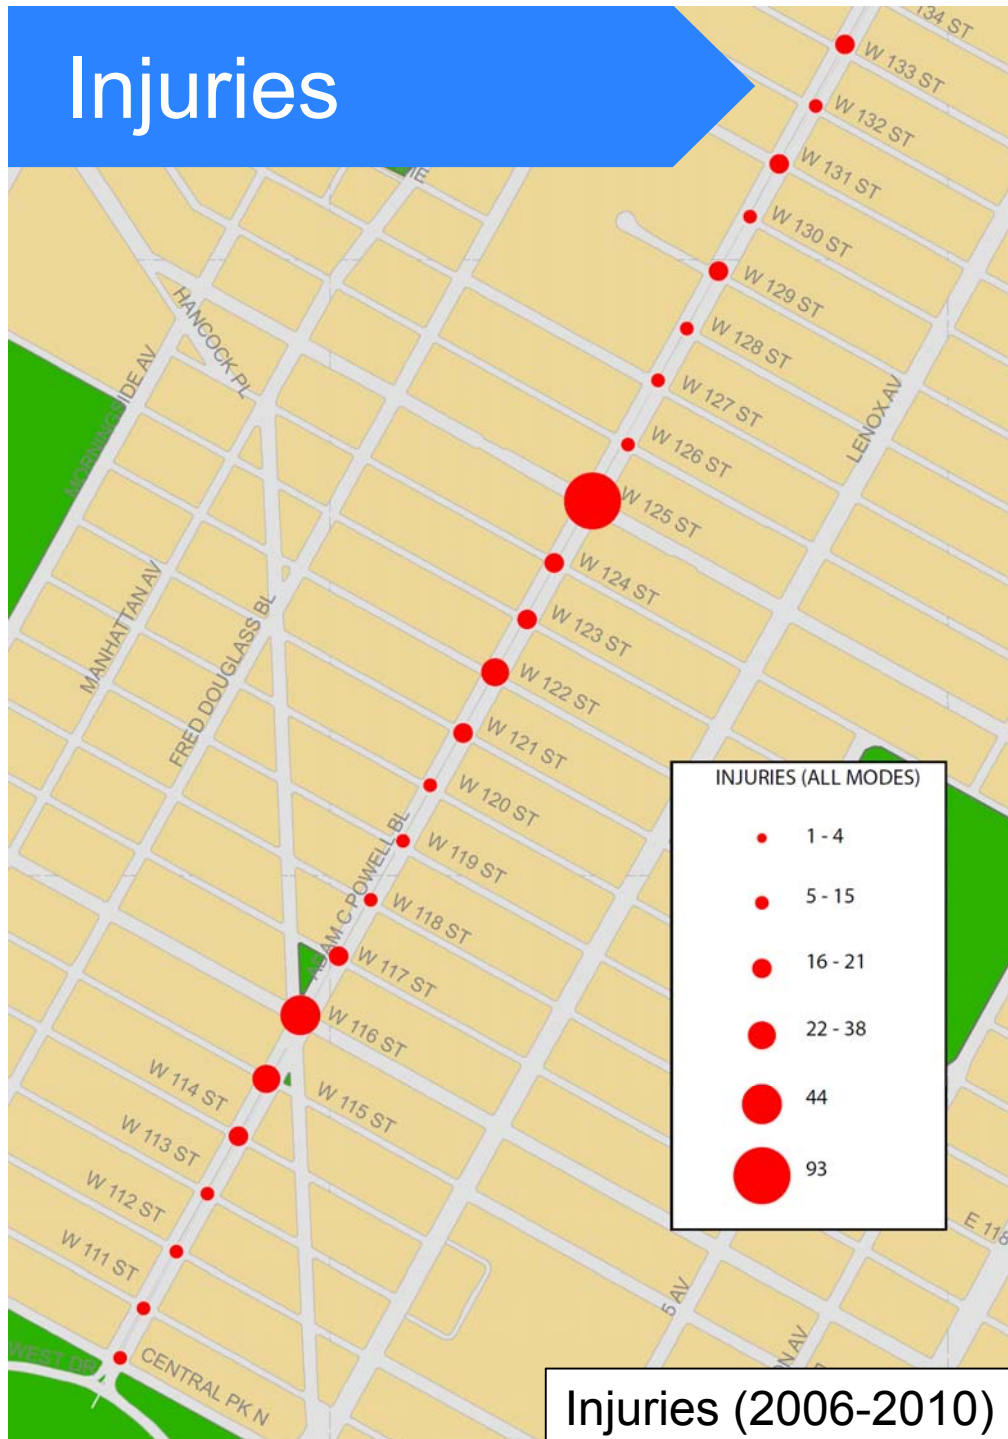 Injuries
134 ST
W 133 ST
W 132 ST
W 131 ST
W 130 ST
W 129 ST
W 128 ST
W 127 ST
W 126 ST
W 125 ST
W 124 ST
W 123 ST
W 122 ST
W 121 ST
W 120 ST
W 119 ST
W 118 ST
W 117 ST
W 116 ST
W 115 ST
W 114 ST
W 113 ST
W 112 ST
W 111 ST
CENTRAL PK N
WEST DR
HANCOCK PL
MORNINGSIDE AV
MANHATTAN AV
FRED DOUGLASS BL
ADAM C POWELL BL
LENOX AV
5 AV
ON AV
E 118
INJURIES (ALL MODES)
1 - 4
5 - 15
16 - 21
22 - 38
44
93
Injuries (2006-2010)